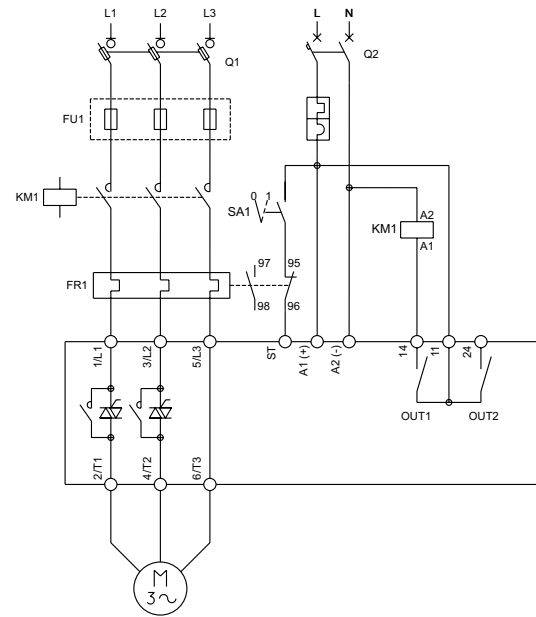 L1 L2 L3 L N
Q1 Q2
FU1
KM1
SA1 0 1
KM1 A2
A1
FR1
97 95
98 96
1/L1 3/L2 5/L3 ST A1 (+) A2 (-) 14 11 24
OUT1 OUT2
2/T1 4/T2 6/T3
M
3~